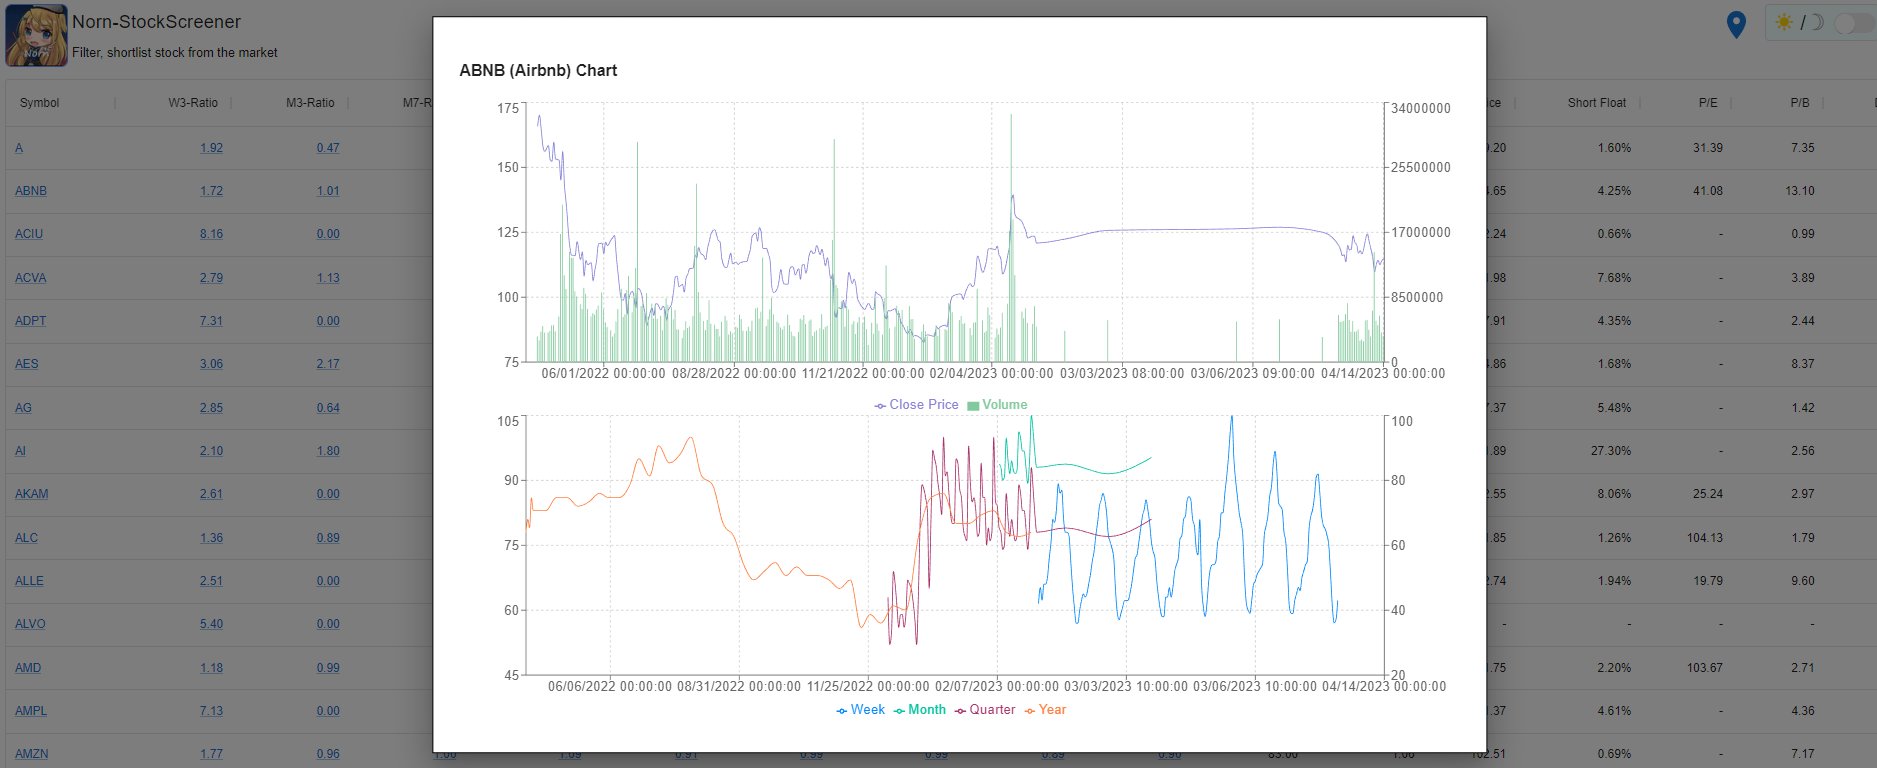 Norn-StockScreener
Filter, shortlist stock from the market
Norn
☀ / ☽
Symbol W3-Ratio M3-Ratio M7-R ice Short Float P/E P/B
A 1.92 0.47 .20 1.60% 31.39 7.35
ABNB 1.72 1.01 .65 4.25% 41.08 13.10
ACIU 8.16 0.00 .24 0.66% - 0.99
ACVA 2.79 1.13 .98 7.68% - 3.89
ADPT 7.31 0.00 .91 4.35% - 2.44
AES 3.06 2.17 .86 1.68% - 8.37
AG 2.85 0.64 .37 5.48% - 1.42
AI 2.10 1.80 .89 27.30% - 2.56
AKAM 2.61 0.00 .55 8.06% 25.24 2.97
ALC 1.36 0.89 .85 1.26% 104.13 1.79
ALLE 2.51 0.00 .74 1.94% 19.79 9.60
ALVO 5.40 0.00 - - - -
AMD 1.18 0.99 .75 2.20% 103.67 2.71
AMPL 7.13 0.00 .37 4.61% - 4.36
AMZN 1.77 0.96 102.51 0.69% - 7.17
ABNB (Airbnb) Chart
175 34000000
150 25500000
125 17000000
100 8500000
75 0
06/01/2022 00:00:00 08/28/2022 00:00:00 11/21/2022 00:00:00 02/04/2023 00:00:00 03/03/2023 08:00:00 03/06/2023 09:00:00 04/14/2023 00:00:00
Close Price Volume
105 100
90 80
75 60
60 40
45 20
06/06/2022 00:00:00 08/31/2022 00:00:00 11/25/2022 00:00:00 02/07/2023 00:00:00 03/03/2023 10:00:00 03/06/2023 10:00:00 04/14/2023 00:00:00
Week Month Quarter Year